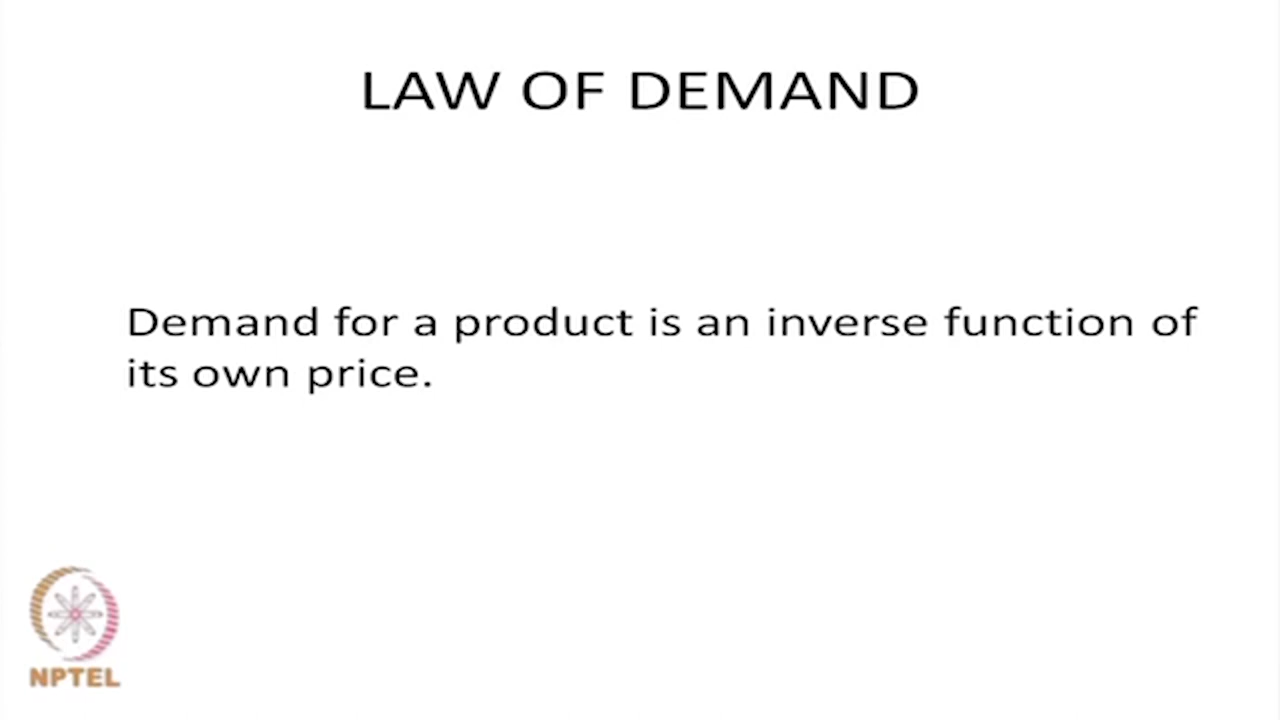 LAW OF DEMAND
Demand for a product is an inverse function of
its own price.
NPTEL